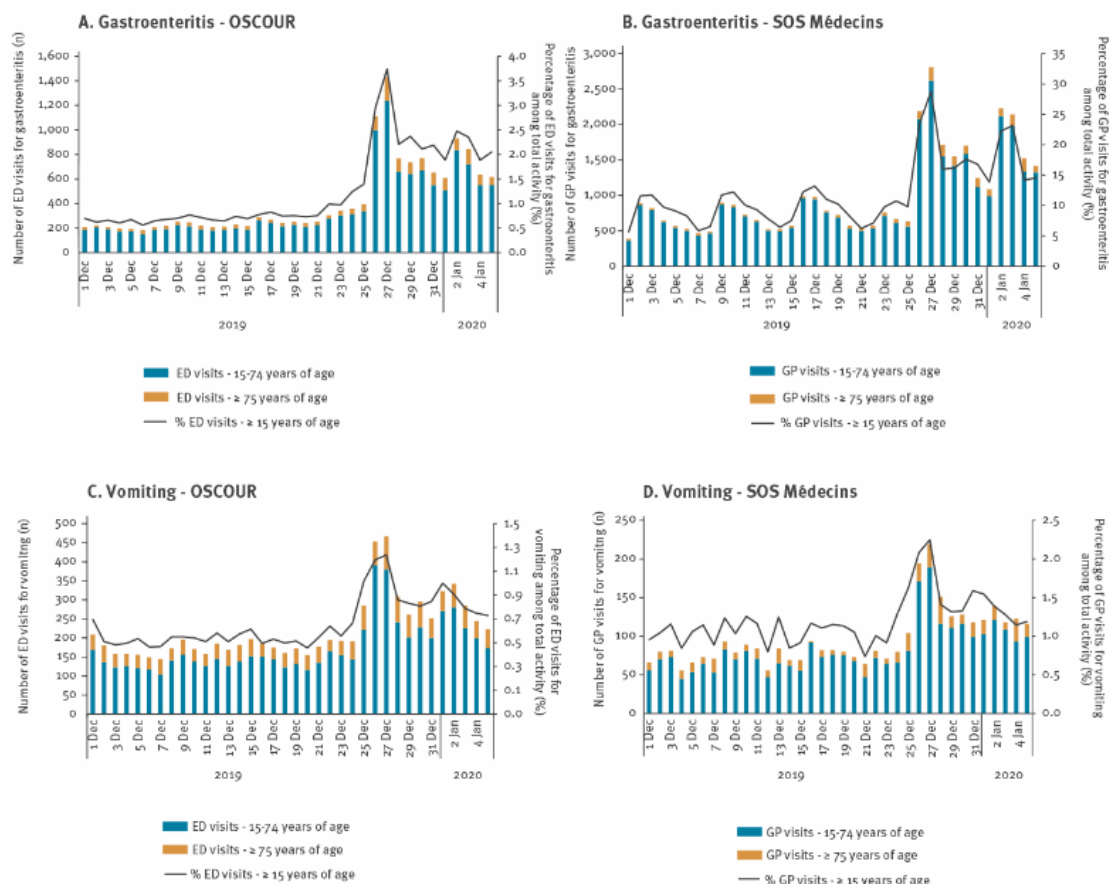 A. Gastroenteritis - OSCOUR
Number of ED visits for gastroenteritis (n)
1,600
1,400
1,200
1,000
800
600
400
200
0
4.0
3.5
3.0
2.5
2.0
1.5
1.0
0.5
0.0
Percentage of ED visits for gastroenteritis
among total activity (%)
1 Dec
3 Dec
5 Dec
7 Dec
9 Dec
11 Dec
13 Dec
15 Dec
17 Dec
19 Dec
21 Dec
23 Dec
25 Dec
27 Dec
29 Dec
31 Dec
2 Jan
4 Jan
2019
2020
ED visits - 15-74 years of age
ED visits - ≥ 75 years of age
% ED visits - ≥ 15 years of age
B. Gastroenteritis - SOS Médecins
Number of GP visits for gastroenteritis (n)
3,000
2,500
2,000
1,500
1,000
500
0
35
30
25
20
15
10
5
0
Percentage of GP visits for gastroenteritis
among total activity (%)
1 Dec
3 Dec
5 Dec
7 Dec
9 Dec
11 Dec
13 Dec
15 Dec
17 Dec
19 Dec
21 Dec
23 Dec
25 Dec
27 Dec
29 Dec
31 Dec
2 Jan
4 Jan
2019
2020
GP visits - 15-74 years of age
GP visits - ≥ 75 years of age
% GP visits - ≥ 15 years of age
C. Vomiting - OSCOUR
Number of ED visits for vomitng (n)
500
450
400
350
300
250
200
150
100
50
0
1.5
1.3
1.1
0.9
0.7
0.5
0.3
0.1
0.0
Percentage of ED visits for
vomiting among total activity (%)
1 Dec
3 Dec
5 Dec
7 Dec
9 Dec
11 Dec
13 Dec
15 Dec
17 Dec
19 Dec
21 Dec
23 Dec
25 Dec
27 Dec
29 Dec
31 Dec
2 Jan
4 Jan
2019
2020
ED visits - 15-74 years of age
ED visits - ≥ 75 years of age
% ED visits - ≥ 15 years of age
D. Vomiting - SOS Médecins
Number of GP visits for vomiting (n)
250
200
150
100
50
0
2.5
2.0
1.5
1.0
0.5
0.0
Percentage of GP visits for vomiting
among total activity (%)
1 Dec
3 Dec
5 Dec
7 Dec
9 Dec
11 Dec
13 Dec
15 Dec
17 Dec
19 Dec
21 Dec
23 Dec
25 Dec
27 Dec
29 Dec
31 Dec
2 Jan
4 Jan
2019
2020
GP visits - 15-74 years of age
GP visits - ≥ 75 years of age
% GP visits - ≥ 15 years of age